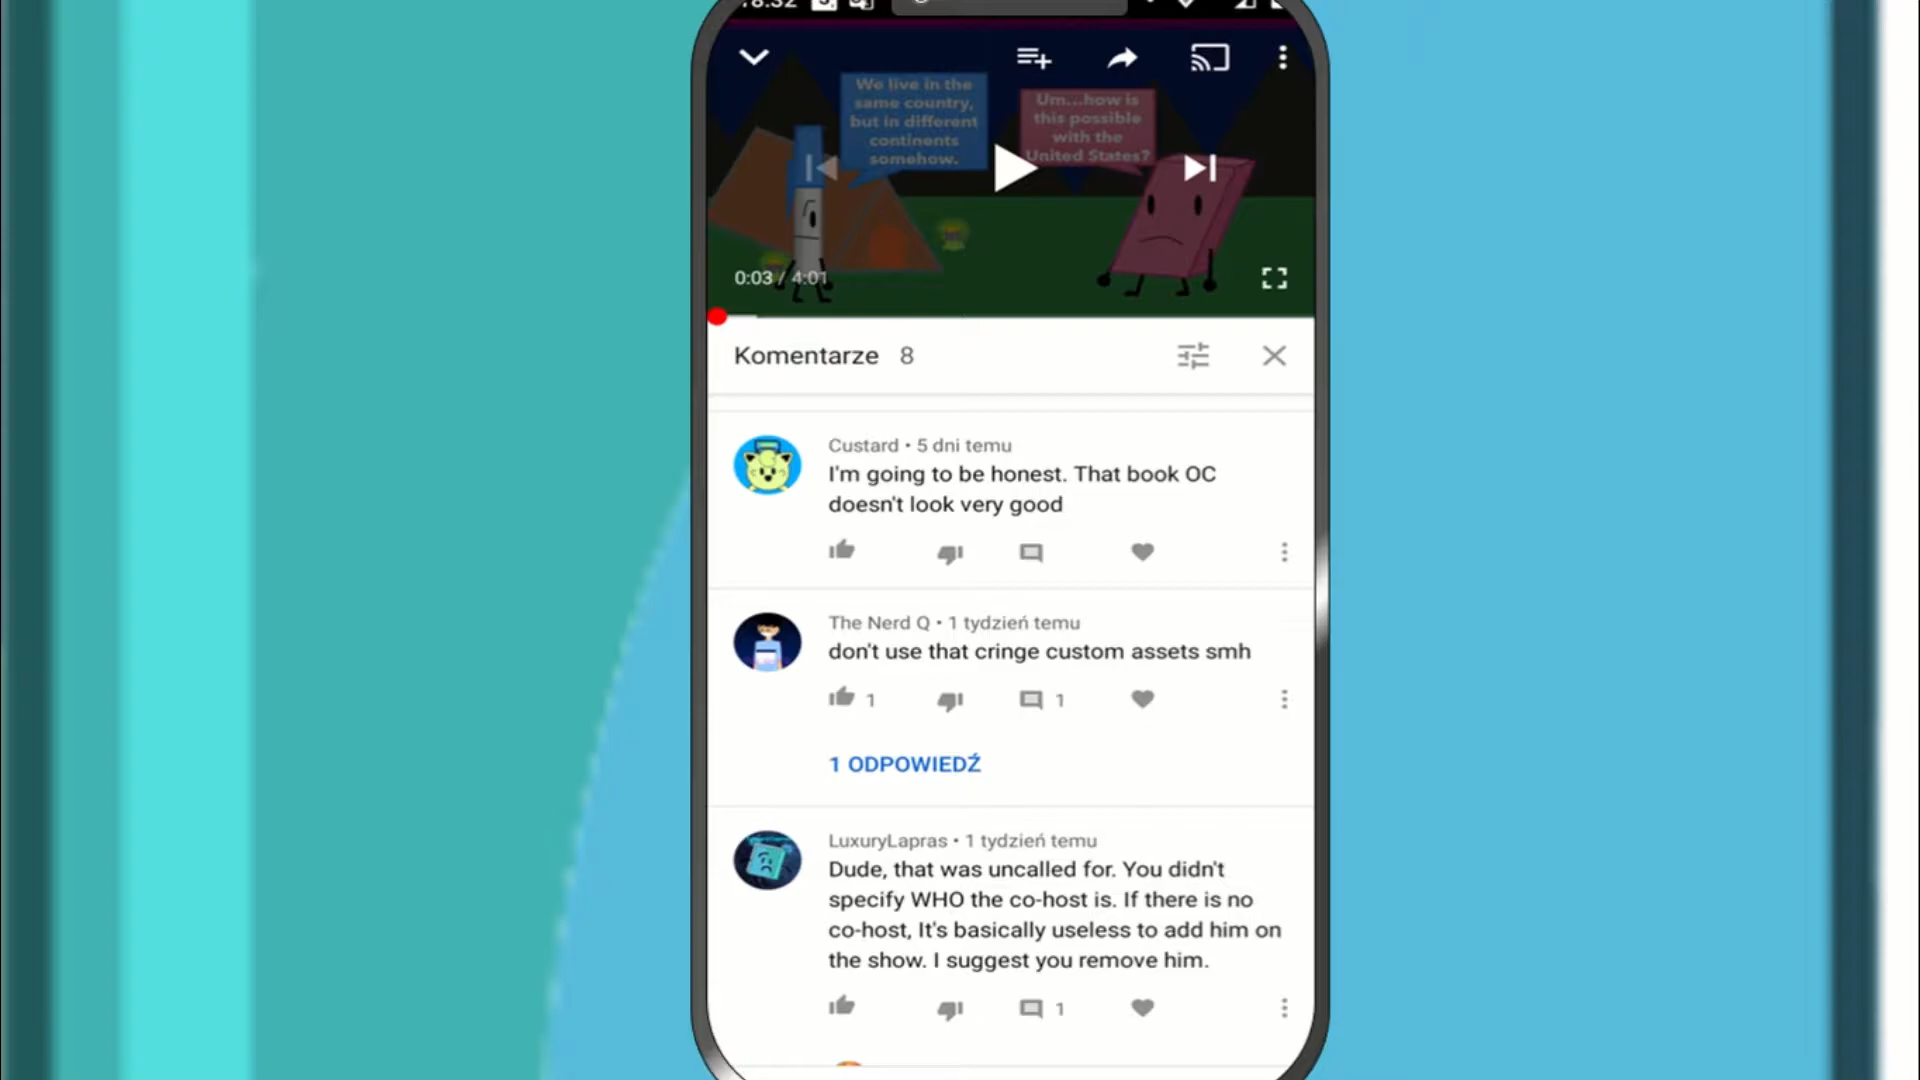 18:32
We live in the
same country,
but in different
continents
somehow.
Um...how is
this possible
with the
United States?
0:03 / 4:01
Komentarze 8
Custard • 5 dni temu
I'm going to be honest. That book OC
doesn't look very good
The Nerd Q • 1 tydzień temu
don't use that cringe custom assets smh
1 1
1 ODPOWIEDŹ
LuxuryLapras • 1 tydzień temu
Dude, that was uncalled for. You didn't
specify WHO the co-host is. If there is no
co-host, It's basically useless to add him on
the show. I suggest you remove him.
1